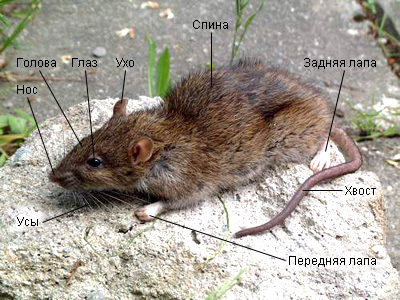 Спина
Голова
Глаз
Ухо
Задняя лапа
Нос
Хвост
Усы
Передняя лапа